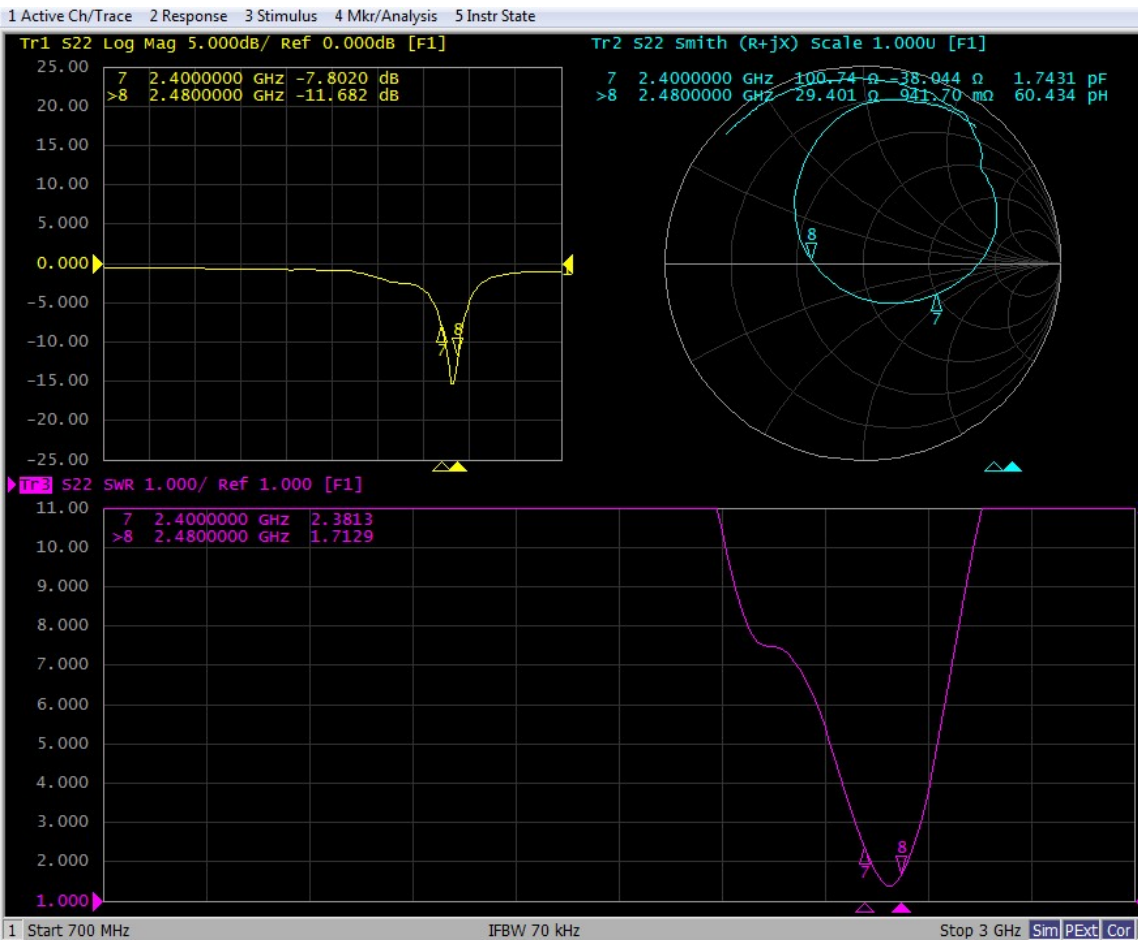 1 Active Ch/Trace 2 Response 3 Stimulus 4 Mkr/Analysis 5 Instr State
Tr1 S22 Log Mag 5.000dB/ Ref 0.000dB [F1]
25.00
7 2.4000000 GHz -7.8020 dB
>8 2.4800000 GHz -11.682 dB
20.00
15.00
10.00
5.000
0.000
-5.000
-10.00
-15.00
-20.00
-25.00
8
7
Tr2 S22 Smith (R+jX) Scale 1.000U [F1]
7 2.4000000 GHz 100.74 Ω -38.044 Ω 1.7431 pF
>8 2.4800000 GHz 29.401 Ω 941.70 mΩ 60.434 pH
8
7
Tr3 S22 SWR 1.000/ Ref 1.000 [F1]
11.00
7 2.4000000 GHz 2.3813
>8 2.4800000 GHz 1.7129
10.00
9.000
8.000
7.000
6.000
5.000
4.000
3.000
2.000
1.000
8
7
1 Start 700 MHz IFBW 70 kHz Stop 3 GHz Sim PExt Cor